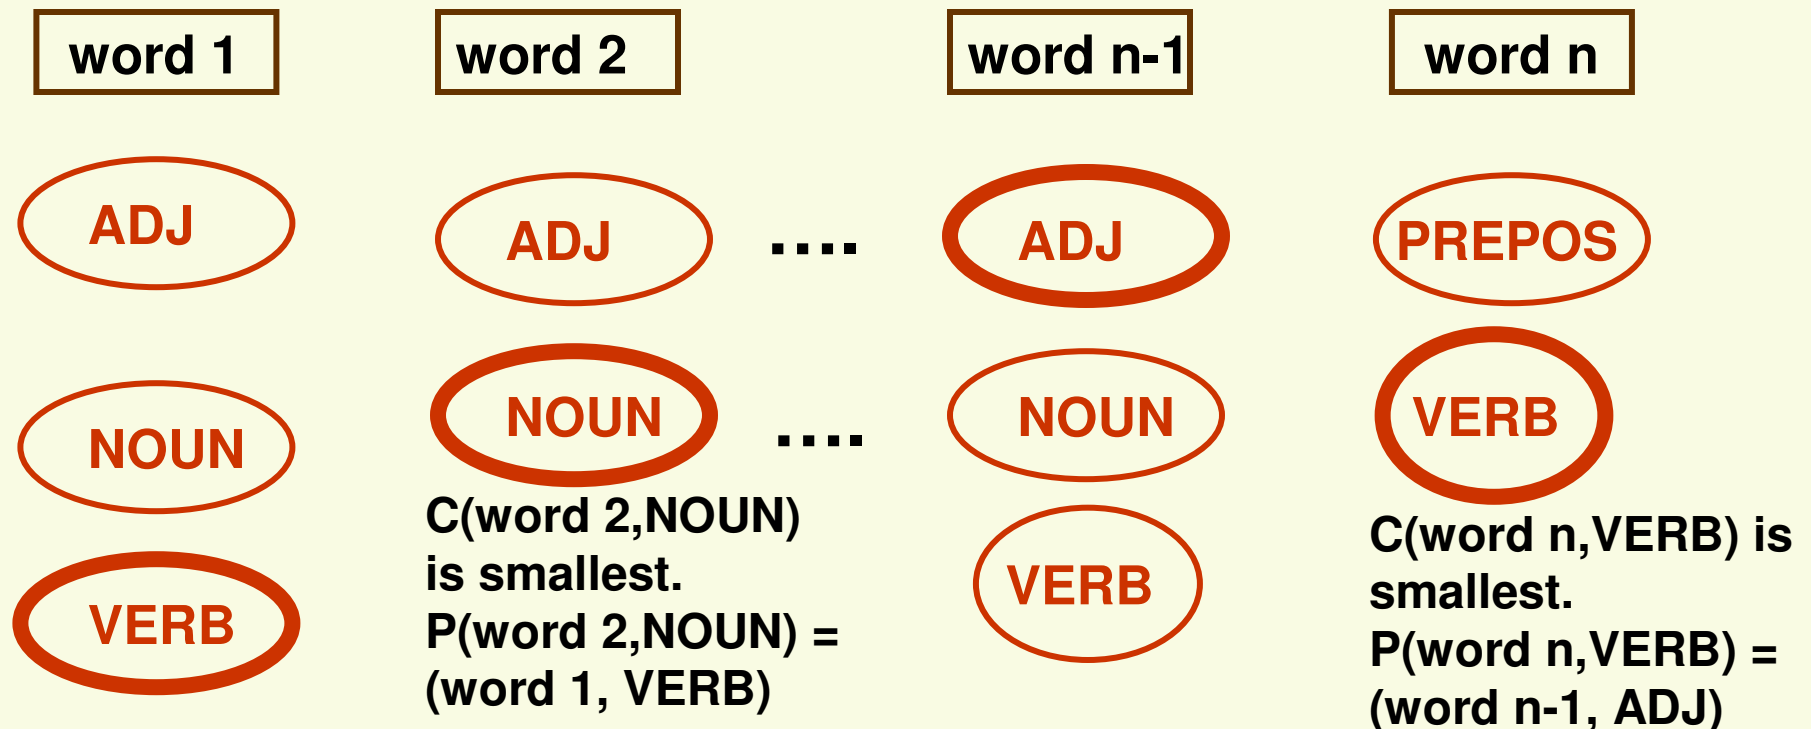 word 1
word 2
word n-1
word n
ADJ
ADJ
....
ADJ
PREPOS
NOUN
NOUN
....
NOUN
VERB
VERB
VERB
C(word 2,NOUN)
is smallest.
P(word 2,NOUN) =
(word 1, VERB)
C(word n,VERB) is
smallest.
P(word n,VERB) =
(word n-1, ADJ)